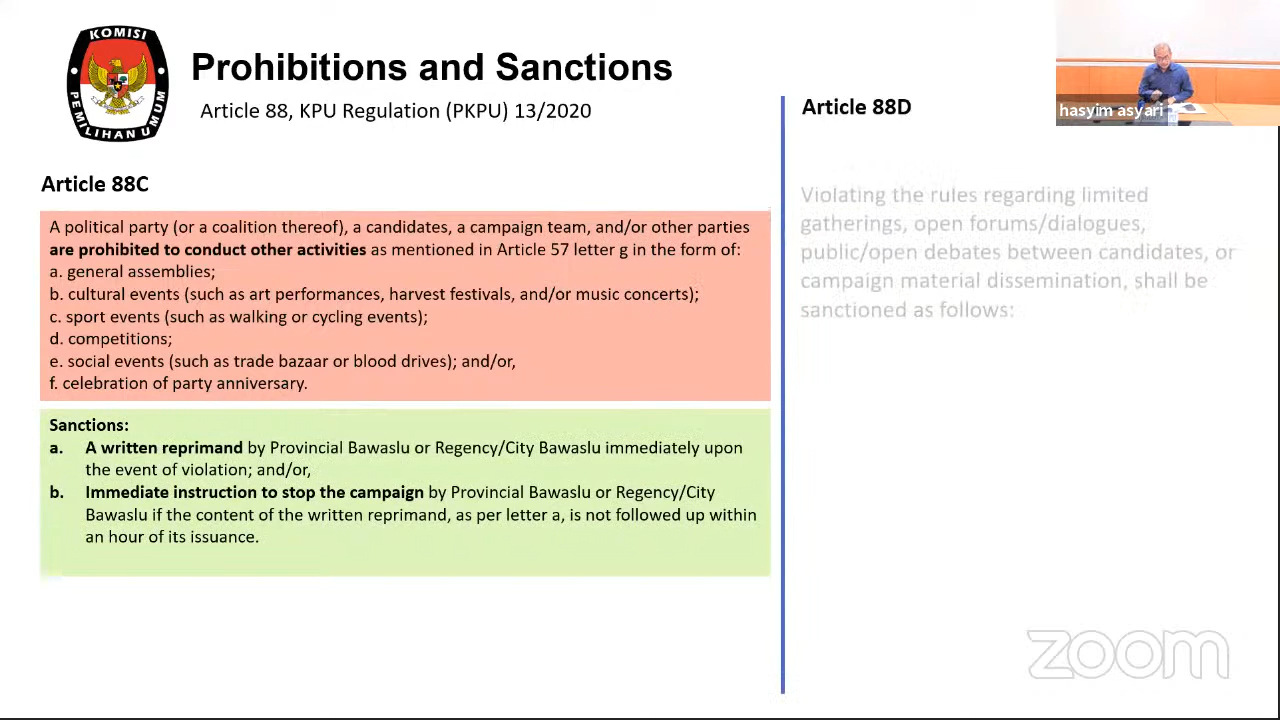 KOMISI
PEMILIHAN UMUM
Prohibitions and Sanctions
Article 88, KPU Regulation (PKPU) 13/2020
Article 88C
A political party (or a coalition thereof), a candidates, a campaign team, and/or other parties
are prohibited to conduct other activities as mentioned in Article 57 letter g in the form of:
a. general assemblies;
b. cultural events (such as art performances, harvest festivals, and/or music concerts);
c. sport events (such as walking or cycling events);
d. competitions;
e. social events (such as trade bazaar or blood drives); and/or,
f. celebration of party anniversary.
Sanctions:
a. A written reprimand by Provincial Bawaslu or Regency/City Bawaslu immediately upon
the event of violation; and/or,
b. Immediate instruction to stop the campaign by Provincial Bawaslu or Regency/City
Bawaslu if the content of the written reprimand, as per letter a, is not followed up within
an hour of its issuance.
Article 88D
Violating the rules regarding limited
gatherings, open forums/dialogues,
public/open debates between candidates, or
campaign material dissemination, shall be
sanctioned as follows:
hasyim asyari
zoom